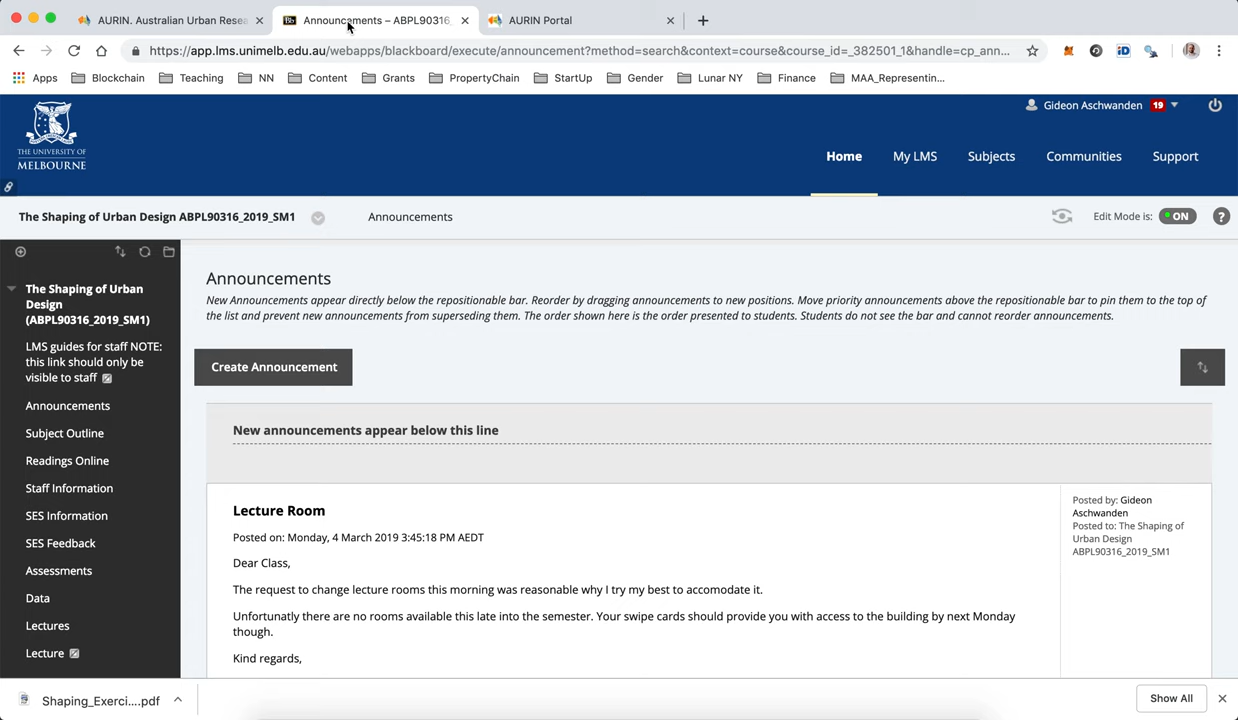 AURIN. Australian Urban Resea
Announcements – ABPL90316_
AURIN Portal
https://app.lms.unimelb.edu.au/webapps/blackboard/execute/announcement?method=search&context=course&course_id=_382501_1&handle=cp_ann...
Apps
Blockchain
Teaching
NN
Content
Grants
PropertyChain
StartUp
Gender
Lunar NY
Finance
MAA_Representin...
THE UNIVERSITY OF
MELBOURNE
Gideon Aschwanden 19
Home
My LMS
Subjects
Communities
Support
The Shaping of Urban Design ABPL90316_2019_SM1
Announcements
Edit Mode is: ON ?
The Shaping of Urban
Design
(ABPL90316_2019_SM1)
LMS guides for staff NOTE:
this link should only be
visible to staff
Announcements
Subject Outline
Readings Online
Staff Information
SES Information
SES Feedback
Assessments
Data
Lectures
Lecture
Announcements
New Announcements appear directly below the repositionable bar. Reorder by dragging announcements to new positions. Move priority announcements above the repositionable bar to pin them to the top of
the list and prevent new announcements from superseding them. The order shown here is the order presented to students. Students do not see the bar and cannot reorder announcements.
Create Announcement
New announcements appear below this line
Lecture Room
Posted on: Monday, 4 March 2019 3:45:18 PM AEDT
Dear Class,
The request to change lecture rooms this morning was reasonable why I try my best to accomodate it.
Unfortunatly there are no rooms available this late into the semester. Your swipe cards should provide you with access to the building by next Monday
though.
Kind regards,
Posted by: Gideon
Aschwanden
Posted to: The Shaping of
Urban Design
ABPL90316_2019_SM1
Shaping_Exerci....pdf
Show All